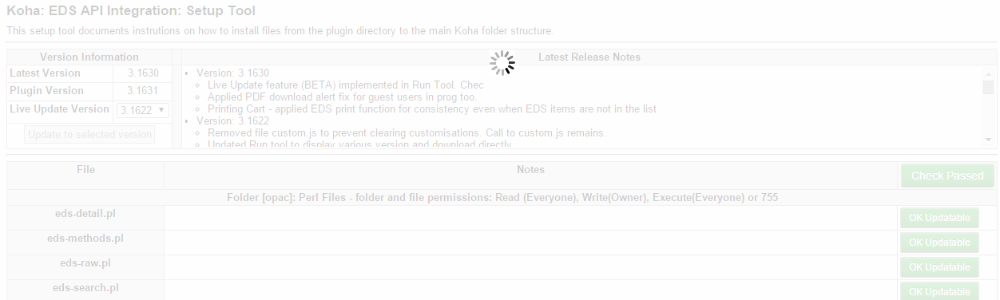 Koha: EDS API Integration: Setup Tool
This setup tool documents instrutions on how to install files from the plugin directory to the main Koha folder structure.
Version Information
Latest Version 3.1630
Plugin Version 3.1631
Live Update Version 3.1622
Update to selected version
Latest Release Notes
Version: 3.1630
Live Update feature (BETA) implemented in Run Tool. Chec
Applied PDF download alert fix for guest users in prog too.
Printing Cart - applied EDS print function for consistency even when EDS items are not in the list
Version: 3.1622
Removed file custom.js to prevent clearing customisations. Call to custom.js remains.
Updated Run tool to display various version and download directly
File Notes Check Passed
Folder [opac]: Perl Files - folder and file permissions: Read (Everyone), Write(Owner), Execute(Everyone) or 755
eds-detail.pl OK Updatable
eds-methods.pl OK Updatable
eds-raw.pl OK Updatable
eds-search.pl OK Updatable